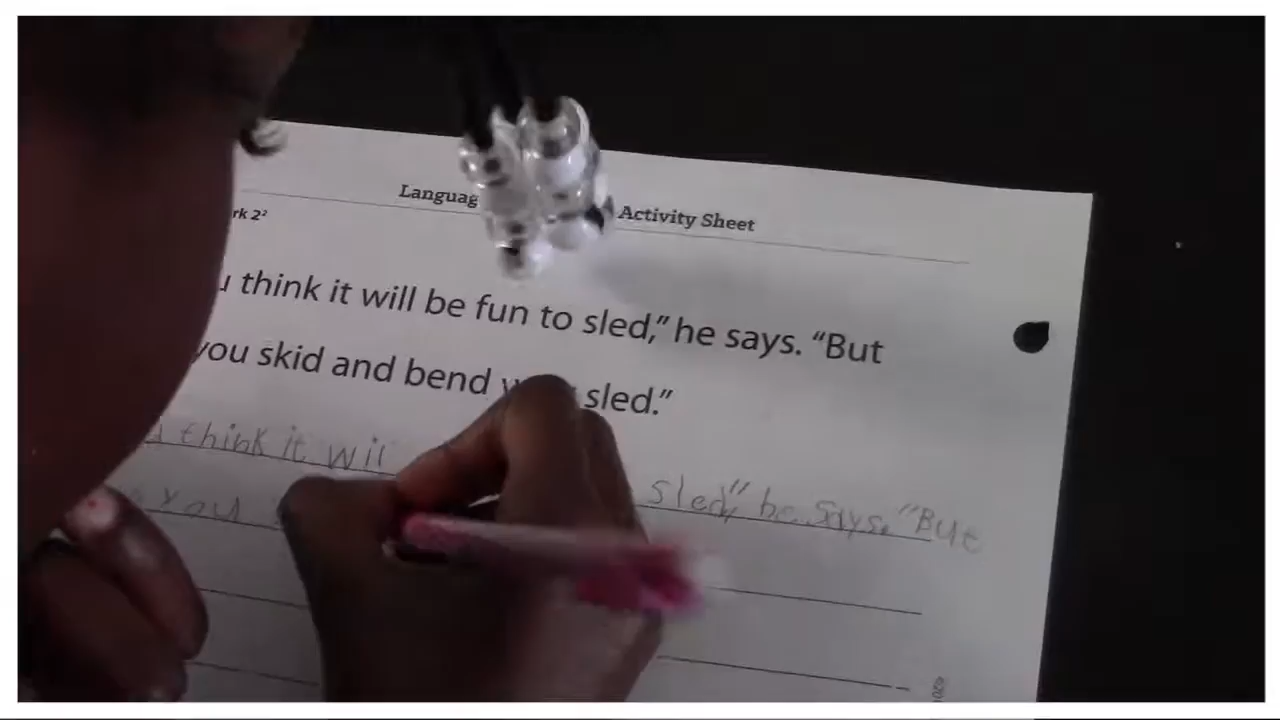 Languag Activity Sheet
rk 2²
think it will be fun to sled," he says. "But
you skid and bend sled."
think it wil sled," he says. "But
you